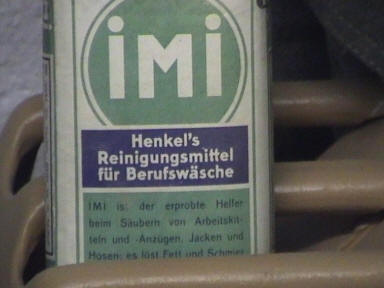 iMi
Henkel's
Reinigungsmittel
für Berufswäsche
IMI ist der erprobte Helfer
beim Säubern von Arbeitskit-
teln und -Anzügen, Jacken und
Hosen; es löst Fett und Schmier